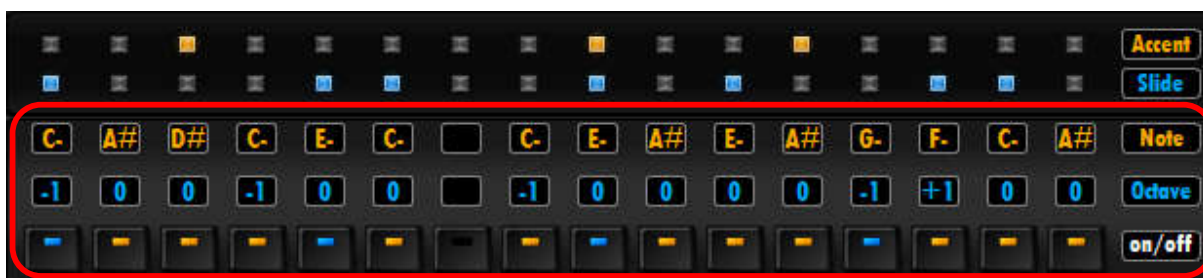 Accent
Slide
C- A# D# C- E- C- C- E- A# E- A# G- F- C- A# Note
-1 0 0 -1 0 0 -1 0 0 0 0 -1 +1 0 0 Octave
on/off